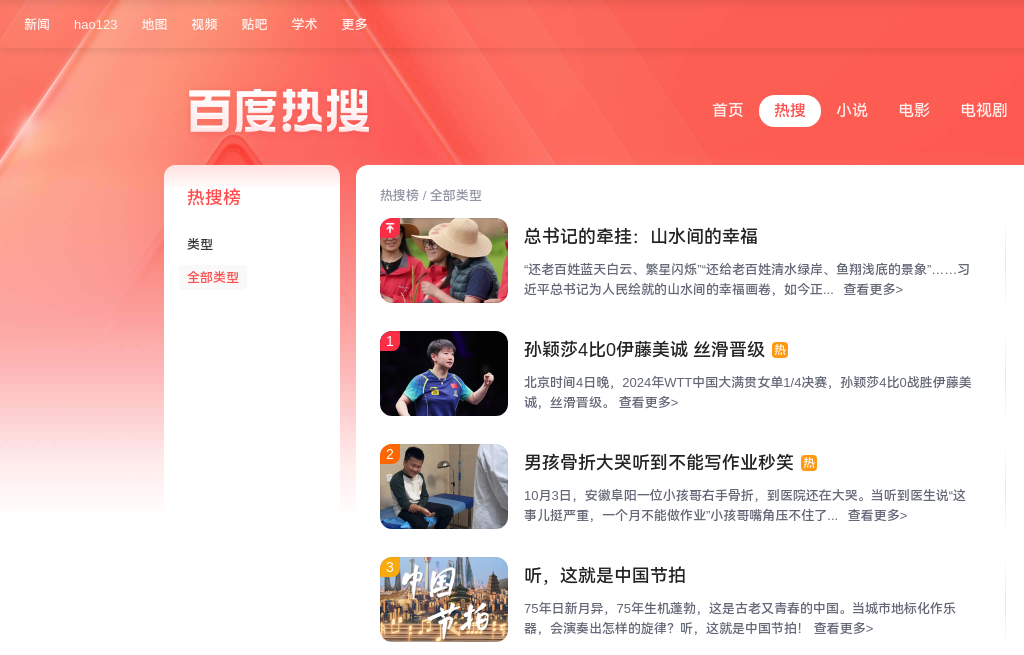 新闻 hao123 地图 视频 贴吧 学术 更多
百度热搜
首页 热搜 小说 电影 电视剧
热搜榜
类型
全部类型
热搜榜 / 全部类型
总书记的牵挂：山水间的幸福
“还老百姓蓝天白云、繁星闪烁”“还给老百姓清水绿岸、鱼翔浅底的景象”……习
近平总书记为人民绘就的山水间的幸福画卷，如今正... 查看更多>
1
孙颖莎4比0伊藤美诚 丝滑晋级 热
北京时间4日晚，2024年WTT中国大满贯女单1/4决赛，孙颖莎4比0战胜伊藤美
诚，丝滑晋级。 查看更多>
2
男孩骨折大哭听到不能写作业秒笑 热
10月3日，安徽阜阳一位小孩哥右手骨折，到医院还在大哭。当听到医生说“这
事儿挺严重，一个月不能做作业”小孩哥嘴角压不住了... 查看更多>
3
中国
节拍
听，这就是中国节拍
75年日新月异，75年生机蓬勃，这是古老又青春的中国。当城市地标化作乐
器，会演奏出怎样的旋律？听，这就是中国节拍！ 查看更多>